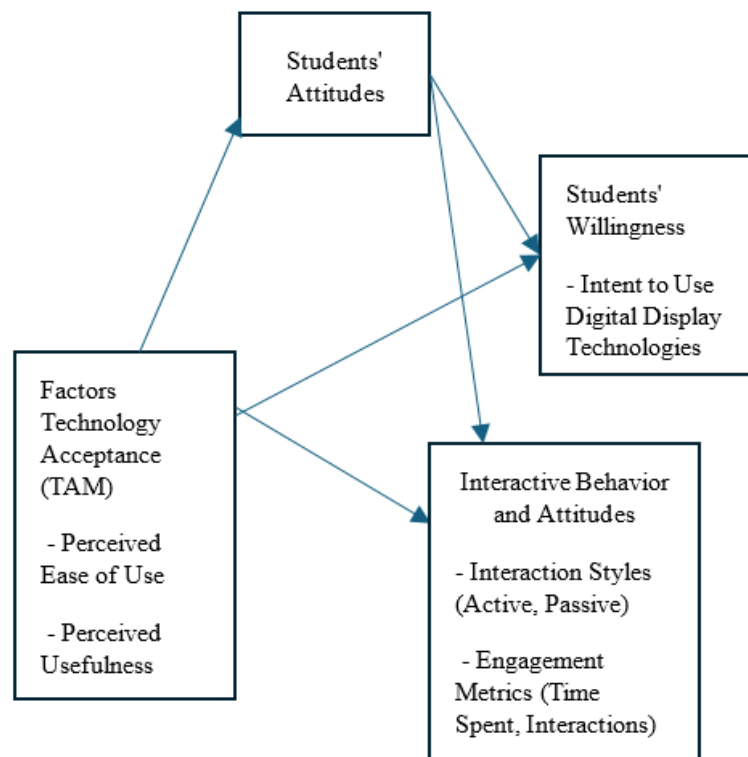 Students'
Attitudes
Students'
Willingness
- Intent to Use
Digital Display
Technologies
Factors
Technology
Acceptance
(TAM)
- Perceived
Ease of Use
- Perceived
Usefulness
Interactive Behavior
and Attitudes
- Interaction Styles
(Active, Passive)
- Engagement
Metrics (Time
Spent, Interactions)